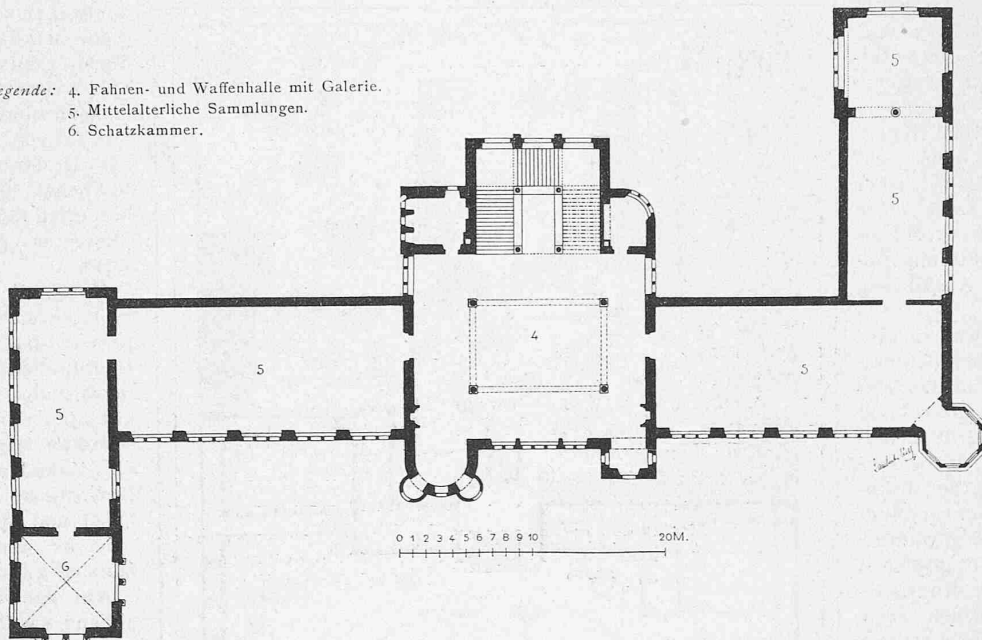 egende: 4. Fahnen- und Waffenhalle mit Galerie.
5. Mittelalterliche Sammlungen.
6. Schatzkammer.
5
5
4
5
5
5
6
0 1 2 3 4 5 6 7 8 9 10 20M.